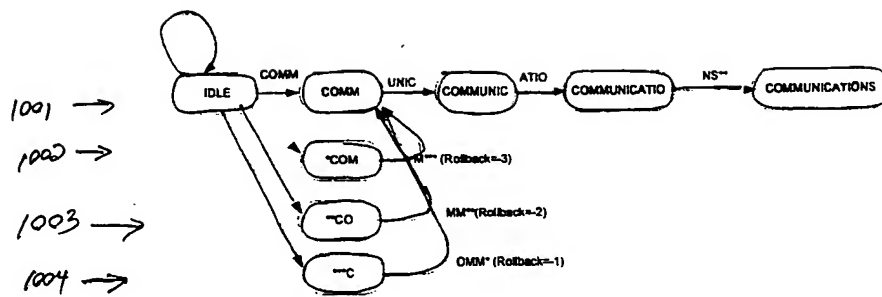 COMM UNIC ATIO NS**
1001 IDLE COMM COMMUNIC COMMUNICATIO COMMUNICATIONS
1002 *COM M*** (Rollback=-3)
1003 **CO MM**(Rollback=-2)
1004 ***C OMM* (Rollback=-1)